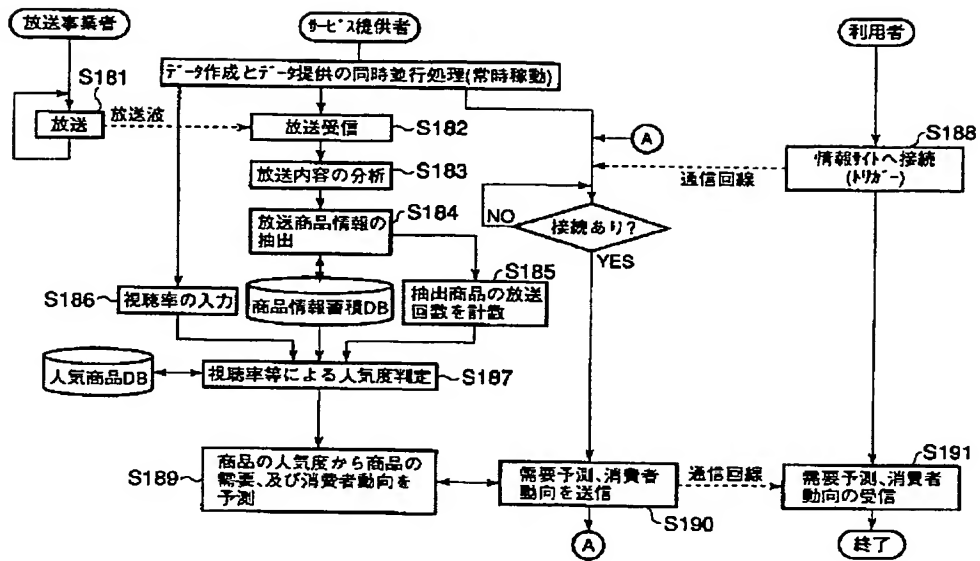 放送事業者
サービス提供者
利用者
データ作成とデータ提供の同時並行処理(常時稼動)
S181
放送
放送波
放送受信
S182
A
S188
情報サイトへ接続
(トリガー)
通信回線
放送内容の分析
S183
放送商品情報の
抽出
S184
NO
接続あり?
YES
S185
抽出商品の放送
回数を計数
S186
視聴率の入力
商品情報蓄積DB
人気商品DB
視聴率等による人気度判定
S187
S189
商品の人気度から商品の
需要、及び消費者動向を
予測
需要予測、消費者
動向を送信
S190
通信回線
S191
需要予測、消費者
動向の受信
A
終了